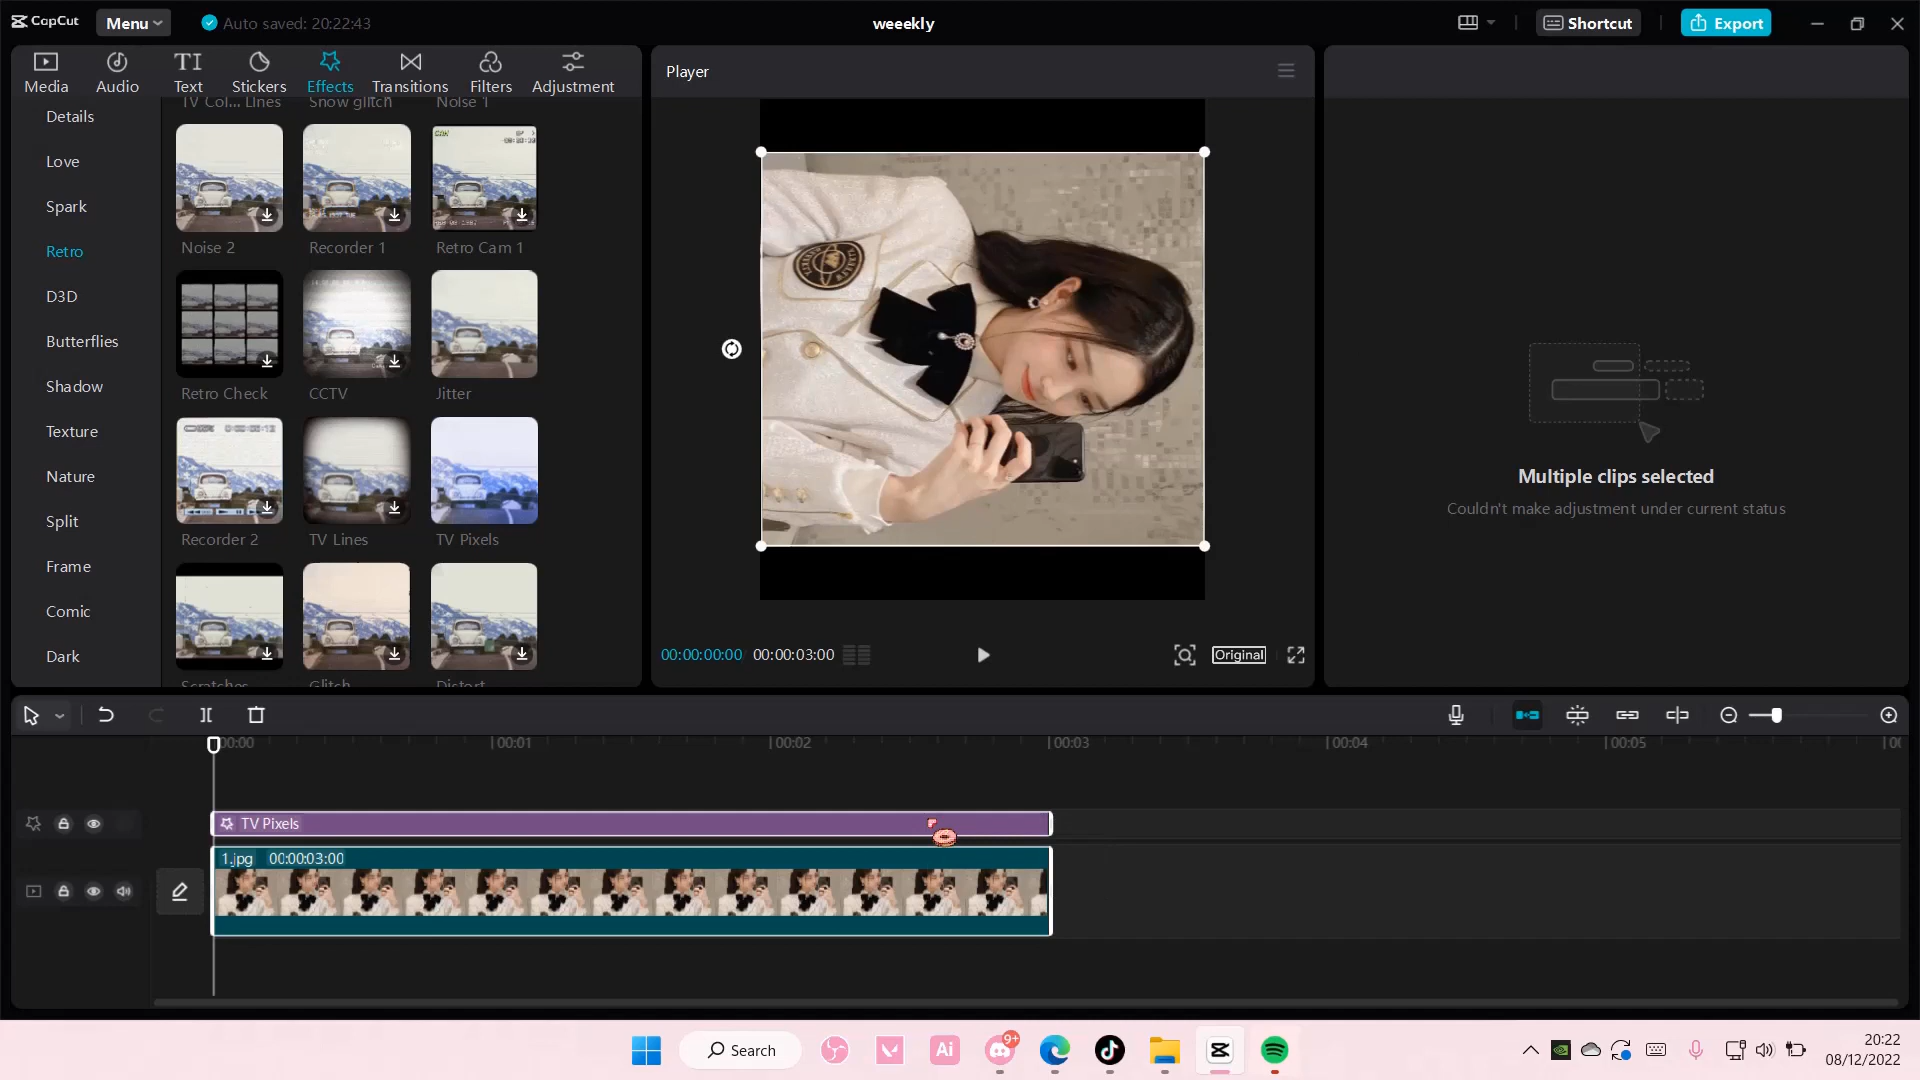 CapCut Menu Auto saved: 20:22:43 weeekly Shortcut Export
Media Audio Text Stickers Effects Transitions Filters Adjustment
Player
TV Col... Lines Snow glitch Noise 1
Details
Love
Spark
Retro
D3D
Butterflies
Shadow
Texture
Nature
Split
Frame
Comic
Dark
Noise 2 Recorder 1 Retro Cam 1
Retro Check CCTV Jitter
Recorder 2 TV Lines TV Pixels
Scratches Glitch Distort
00:00:00:00 00:00:03:00 Original
Multiple clips selected
Couldn't make adjustment under current status
00:00 00:01 00:02 00:03 00:04 00:05
TV Pixels
1.jpg 00:00:03:00
Search Ai 9+
20:22
08/12/2022